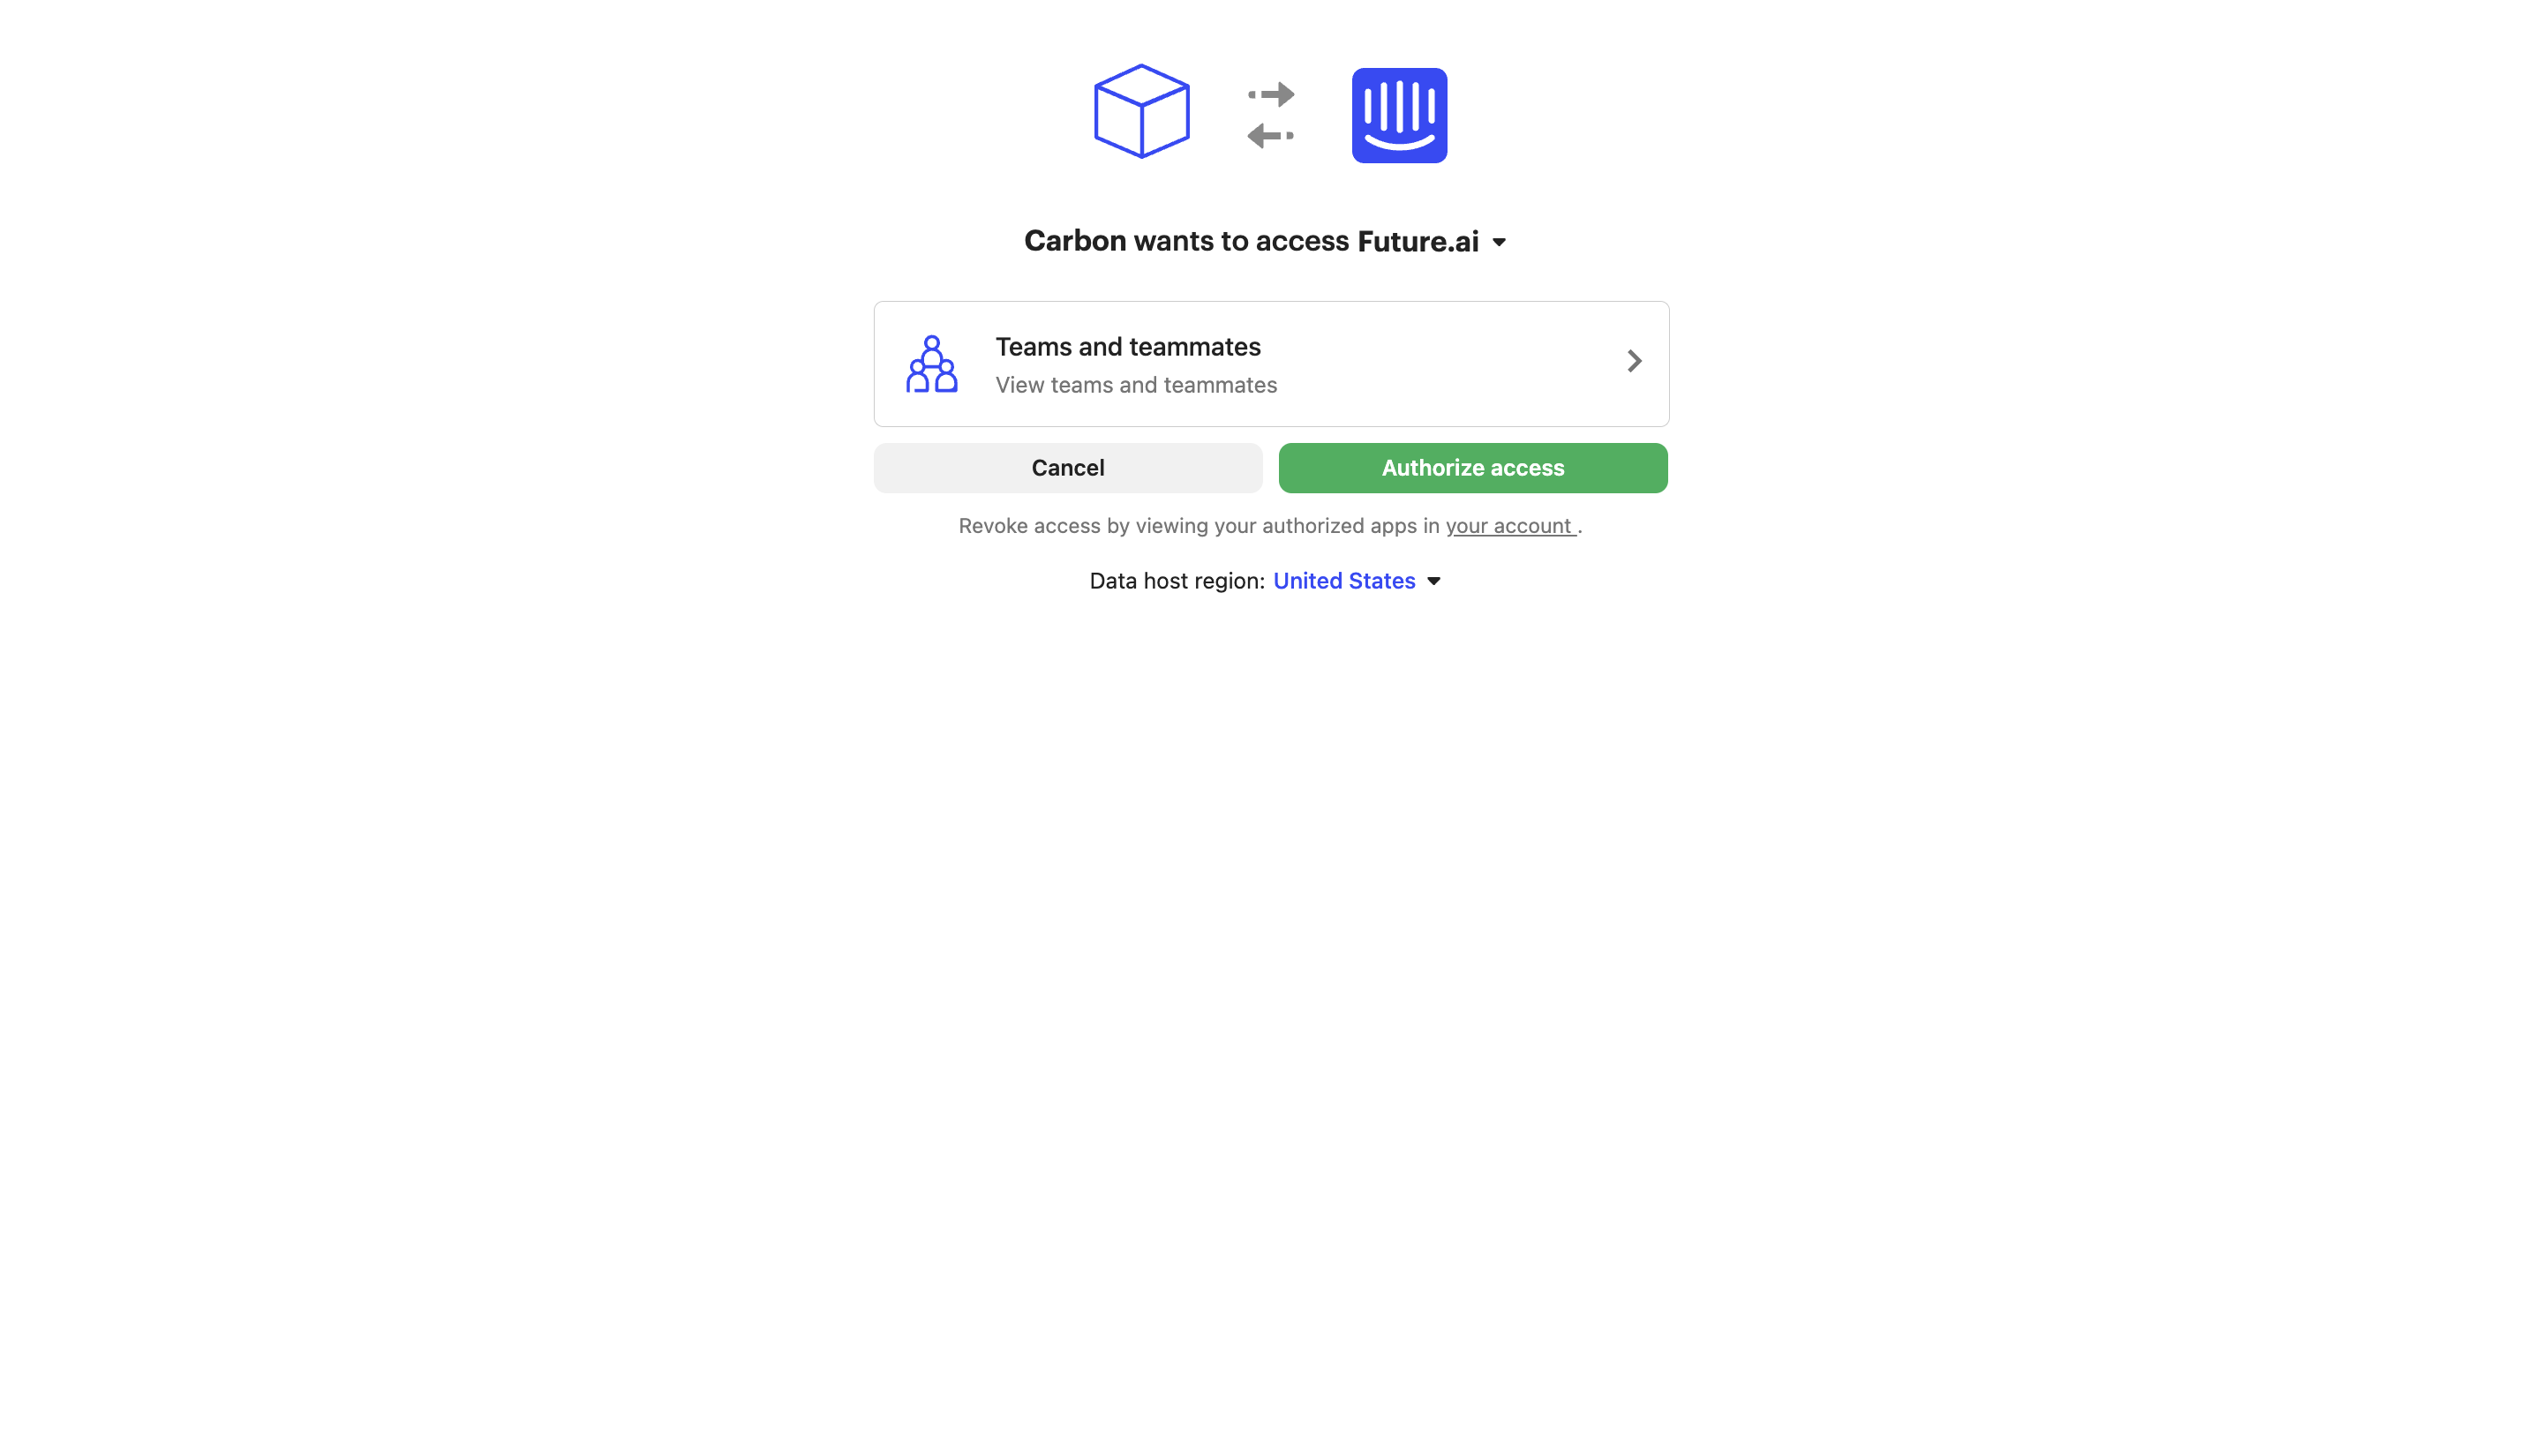 Carbon wants to access Future.ai
Teams and teammates
View teams and teammates
Cancel
Authorize access
Revoke access by viewing your authorized apps in your account .
Data host region: United States